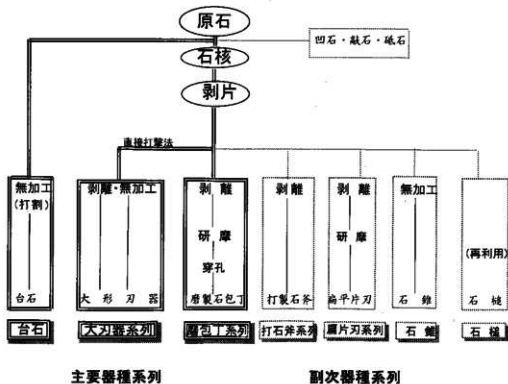 原石
凹石・敲石・砥石
石核
剥片
直接打撃法
無加工
(打割)
台石
剥離・無加工
大形刃器
剥離
研摩
穿孔
磨製石包丁
剥離
打製石斧
剥離
研摩
扁平片刃
無加工
石錐
(再利用)
石槌
台石
大刃器系列
磨包丁系列
打石斧系列
扁片刃系列
石錐
石槌
主要器種系列
副次器種系列